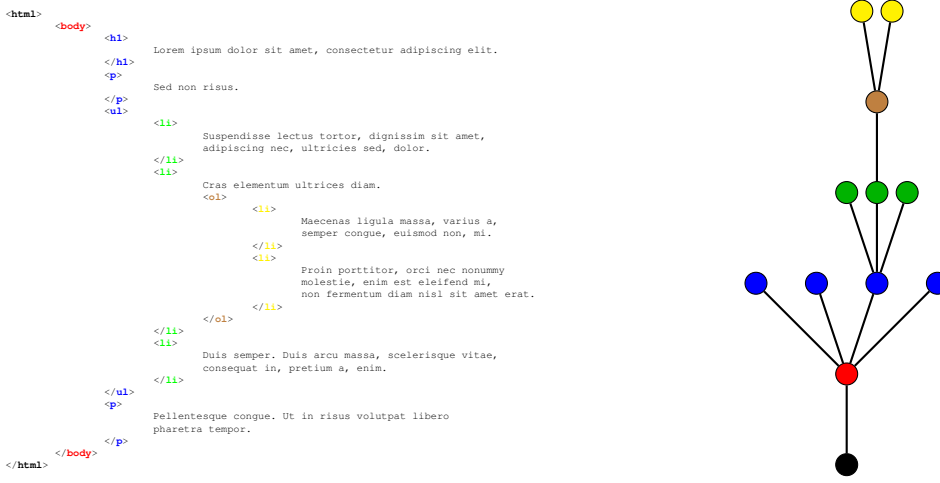 <html>
<body>
<h1>
Lorem ipsum dolor sit amet, consectetur adipiscing elit.
</h1>
<p>
Sed non risus.
</p>
<ul>
<li>
Suspendisse lectus tortor, dignissim sit amet,
adipiscing nec, ultricies sed, dolor.
</li>
<li>
Cras elementum ultrices diam.
<ol>
<li>
Maecenas ligula massa, varius a,
semper congue, euismod non, mi.
</li>
<li>
Proin porttitor, orci nec nonummy
molestie, enim est eleifend mi,
non fermentum diam nisl sit amet erat.
</li>
</ol>
</li>
<li>
Duis semper. Duis arcu massa, scelerisque vitae,
consequat in, pretium a, enim.
</li>
</ul>
<p>
Pellentesque congue. Ut in risus volutpat libero
pharetra tempor.
</p>
</body>
</html>